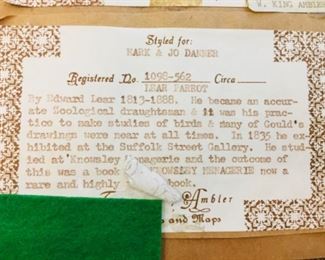 W. KING AMBLER
Styled for:
MARK & JO DANNER
Registered No. 1098-562 Circa
LEAR PARROT
By Edward Lear 1813-1888. He became an accur-
ate Zoological draughtsman & it was his prac-
tice to make studies of birds & many of Gould's
drawings were near at all times. In 1835 he ex-
hibited at the Suffolk Street Gallery. He stud-
ied at Knowsley Menagerie and the outcome of
this was a book KNOWSLEY MENAGERIE now a
rare and highly book.
Ambler
and Maps